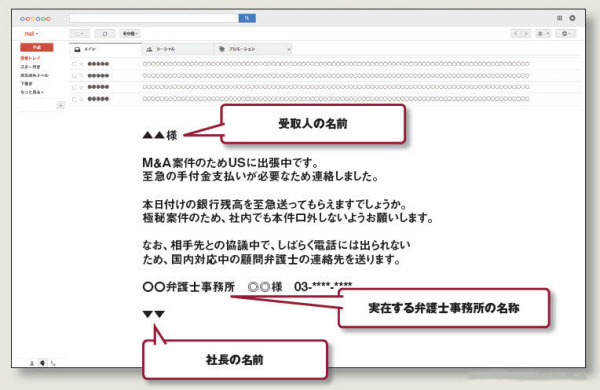 mail
その他
作成
受信トレイ
スター付き
送信済みメール
下書き
もっと見る
メイン
ソーシャル
プロモーション
受取人の名前
▲▲様
M&A案件のためUSに出張中です。
至急の手付金支払いが必要なため連絡しました。
本日付けの銀行残高を至急送ってもらえますでしょうか。
極秘案件のため、社内でも本件口外しないようお願いします。
なお、相手先との協議中で、しばらく電話には出られない
ため、国内対応中の顧問弁護士の連絡先を送ります。
〇〇弁護士事務所　◎◎様　03-****-****
実在する弁護士事務所の名称
▼▼
社長の名前